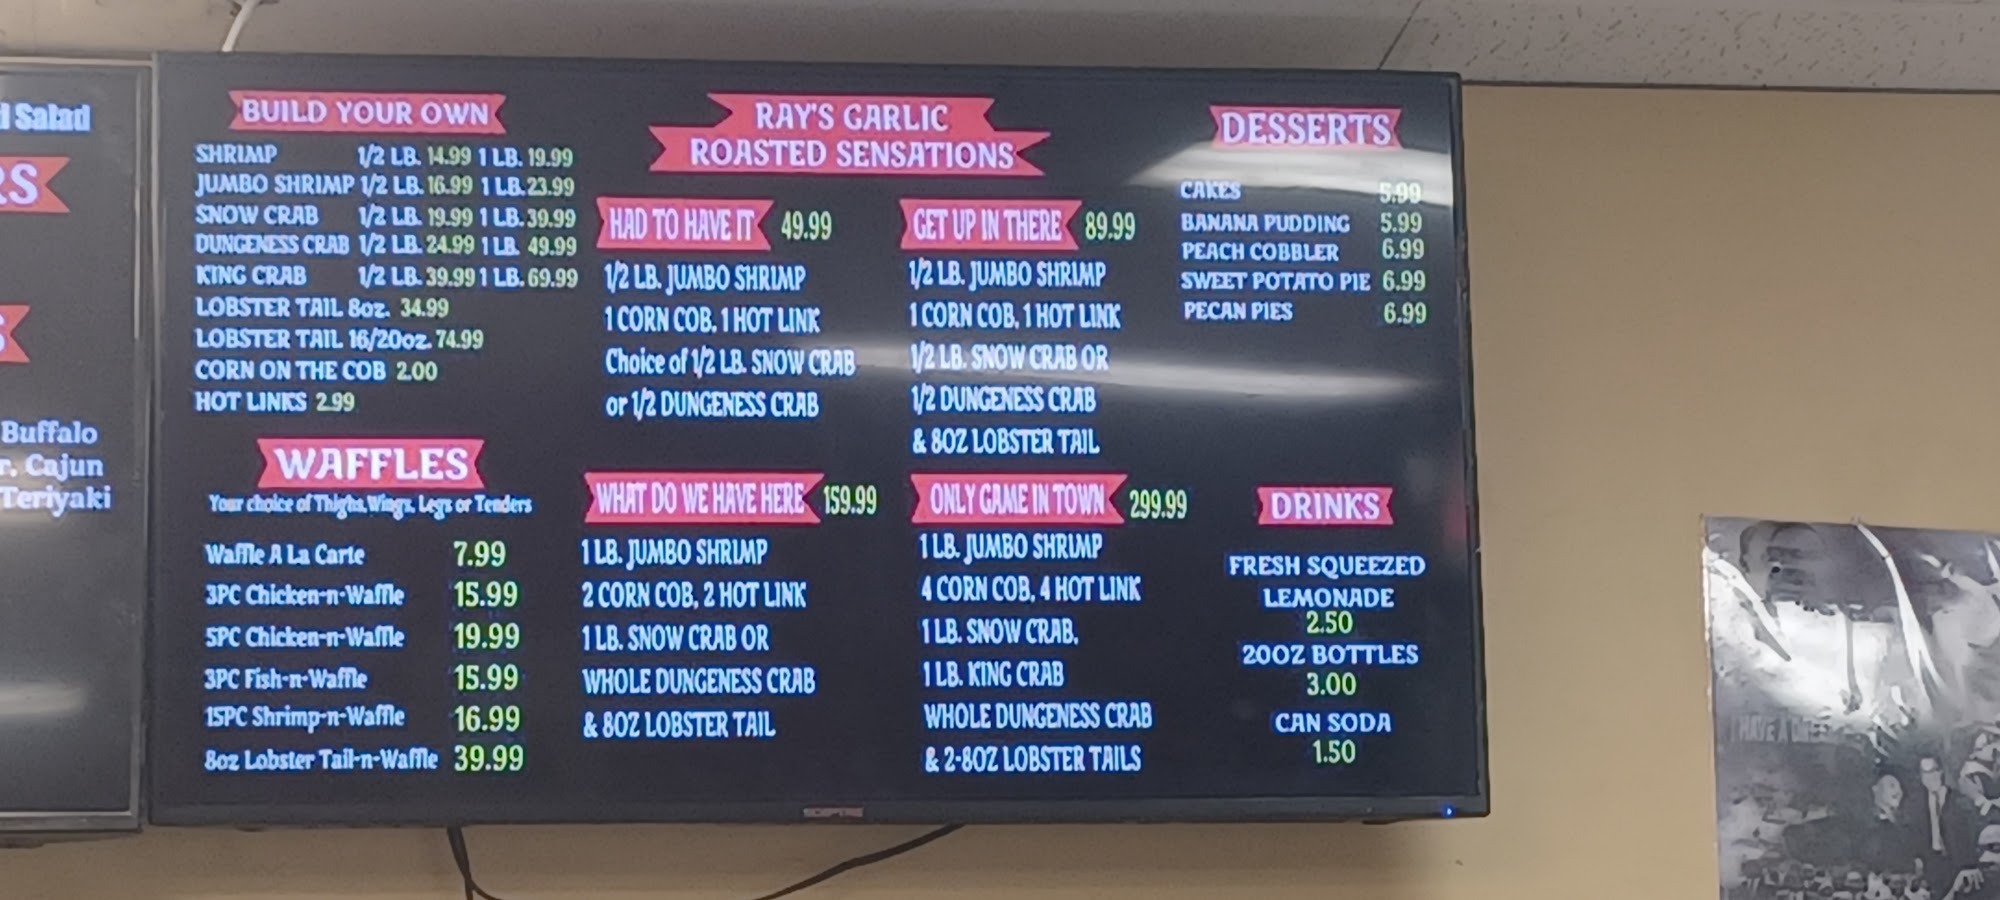 d Salad
RS
S
Buffalo
r. Cajun
Teriyaki
BUILD YOUR OWN
SHRIMP 1/2 LB. 14.99 1 LB. 19.99
JUMBO SHRIMP 1/2 LB. 16.99 1 LB. 23.99
SNOW CRAB 1/2 LB. 19.99 1 LB. 39.99
DUNGENESS CRAB 1/2 LB. 24.99 1 LB. 49.99
KING CRAB 1/2 LB. 39.99 1 LB. 69.99
LOBSTER TAIL 8oz. 34.99
LOBSTER TAIL 16/20oz. 74.99
CORN ON THE COB 2.00
HOT LINKS 2.99
WAFFLES
Your choice of Thighs, Wings, Legs or Tenders
Waffle A La Carte 7.99
3PC Chicken-n-Waffle 15.99
5PC Chicken-n-Waffle 19.99
3PC Fish-n-Waffle 15.99
15PC Shrimp-n-Waffle 16.99
8oz Lobster Tail-n-Waffle 39.99
RAY'S GARLIC
ROASTED SENSATIONS
HAD TO HAVE IT 49.99
1/2 LB. JUMBO SHRIMP
1 CORN COB, 1 HOT LINK
Choice of 1/2 LB. SNOW CRAB
or 1/2 DUNGENESS CRAB
GET UP IN THERE 89.99
1/2 LB. JUMBO SHRIMP
1 CORN COB, 1 HOT LINK
1/2 LB. SNOW CRAB OR
1/2 DUNGENESS CRAB
& 8OZ LOBSTER TAIL
WHAT DO WE HAVE HERE 159.99
1 LB. JUMBO SHRIMP
2 CORN COB, 2 HOT LINK
1 LB. SNOW CRAB OR
WHOLE DUNGENESS CRAB
& 8OZ LOBSTER TAIL
ONLY GAME IN TOWN 299.99
1 LB. JUMBO SHRIMP
4 CORN COB, 4 HOT LINK
1 LB. SNOW CRAB,
1 LB. KING CRAB
WHOLE DUNGENESS CRAB
& 2-8OZ LOBSTER TAILS
DESSERTS
CAKES 5.99
BANANA PUDDING 5.99
PEACH COBBLER 6.99
SWEET POTATO PIE 6.99
PECAN PIES 6.99
DRINKS
FRESH SQUEEZED
LEMONADE
2.50
20OZ BOTTLES
3.00
CAN SODA
1.50
I HAVE A